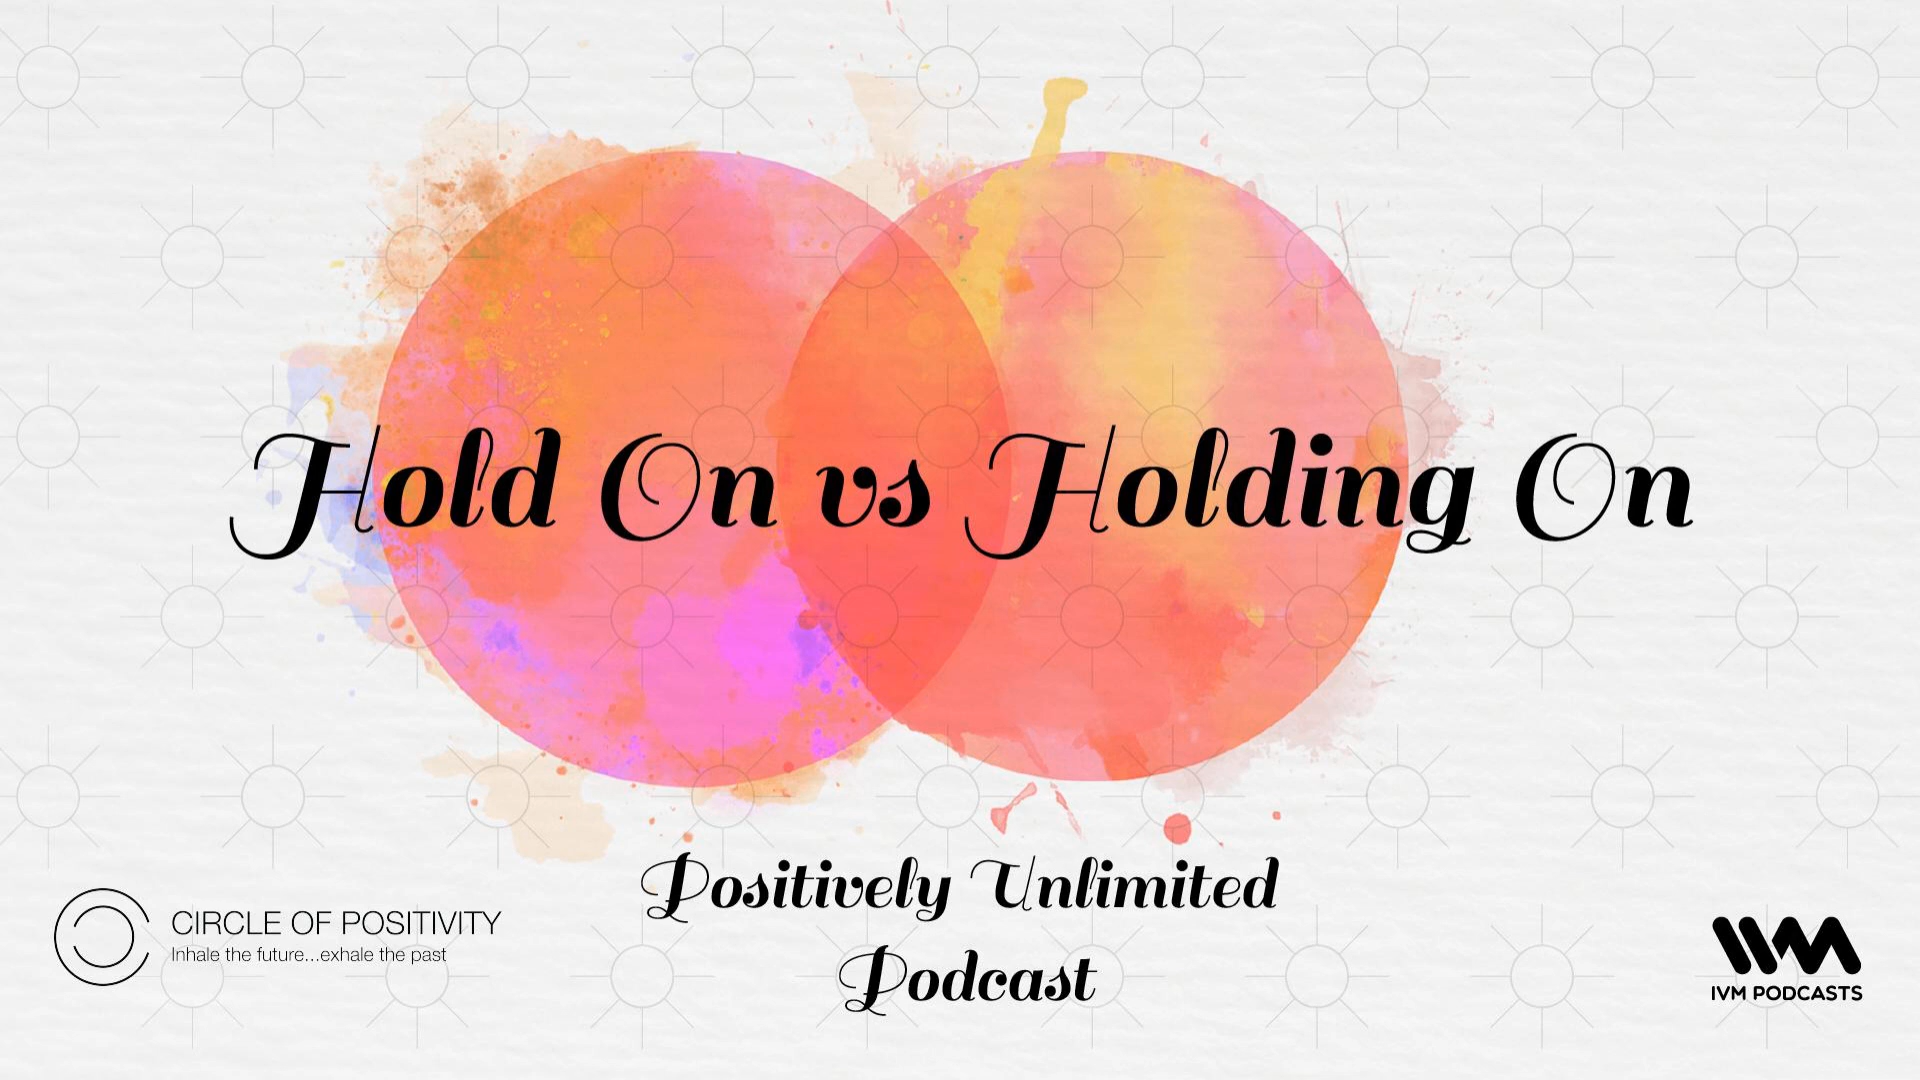 Hold On vs Holding On
Positively Unlimited
Podcast
CIRCLE OF POSITIVITY
Inhale the future...exhale the past
IVM PODCASTS